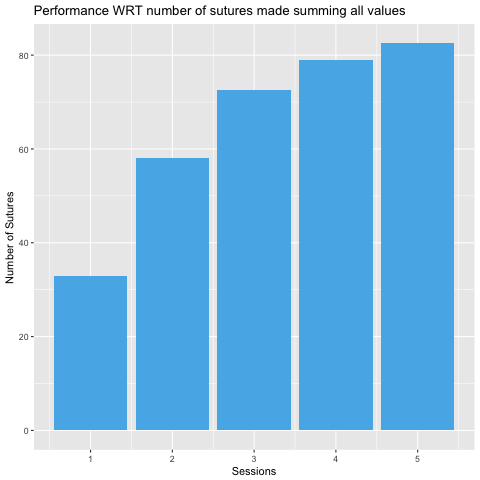 Performance WRT number of sutures made summing all values
Number of Sutures
80
60
40
20
0
1 2 3 4 5
Sessions